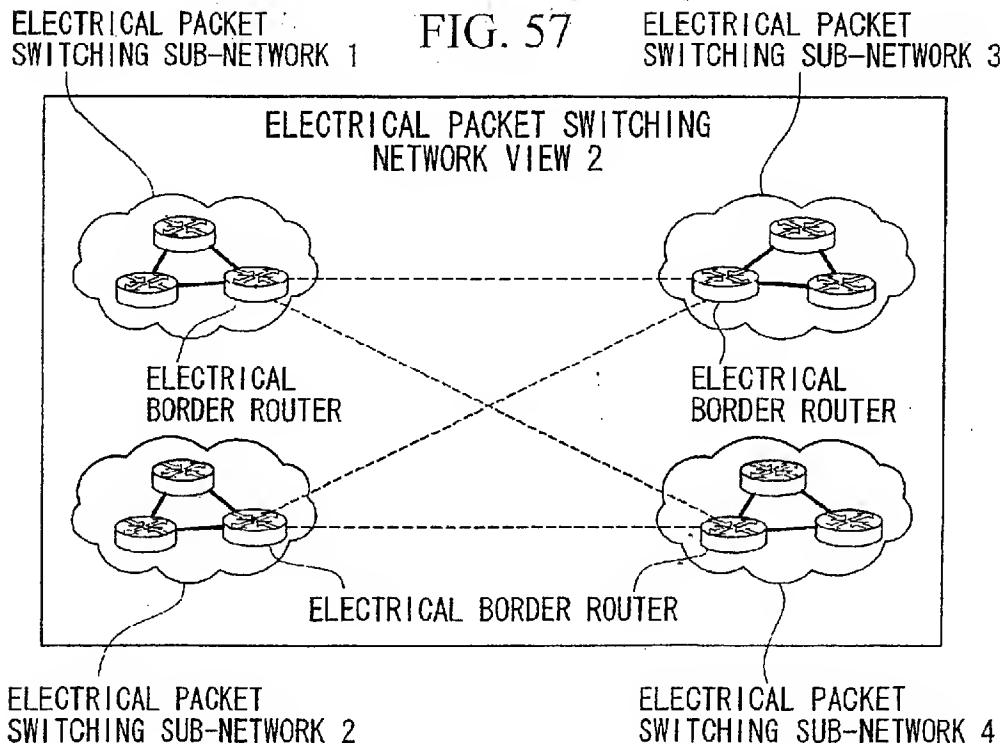 FIG. 57
ELECTRICAL PACKET
SWITCHING SUB-NETWORK 1
ELECTRICAL PACKET
SWITCHING SUB-NETWORK 3
ELECTRICAL PACKET SWITCHING
NETWORK VIEW 2
ELECTRICAL
BORDER ROUTER
ELECTRICAL
BORDER ROUTER
ELECTRICAL BORDER ROUTER
ELECTRICAL PACKET
SWITCHING SUB-NETWORK 2
ELECTRICAL PACKET
SWITCHING SUB-NETWORK 4